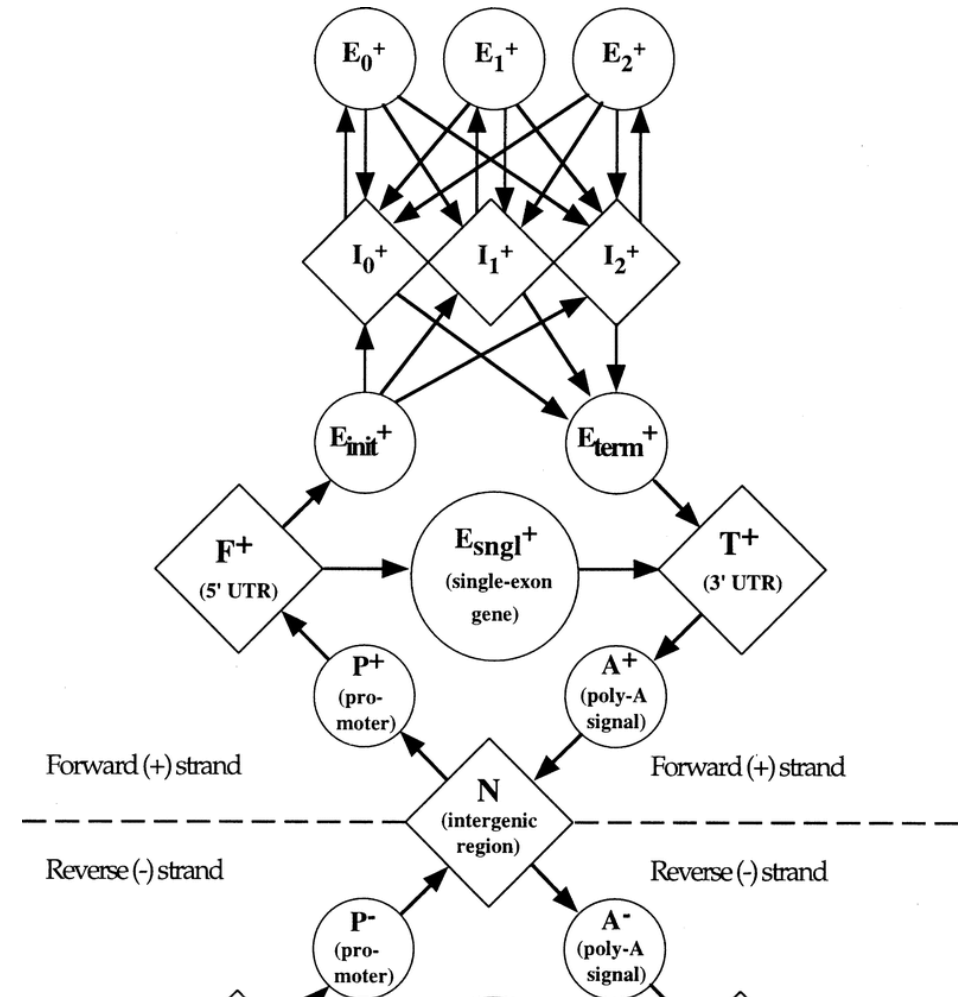 E₀⁺ E₁⁺ E₂⁺
I₀⁺ I₁⁺ I₂⁺
Einit⁺ Eterm⁺
F⁺
(5' UTR)
Esngl⁺
(single-exon
gene)
T⁺
(3' UTR)
P⁺
(pro-
moter)
A⁺
(poly-A
signal)
Forward (+) strand
Forward (+) strand
N
(intergenic
region)
Reverse (-) strand
Reverse (-) strand
P⁻
(pro-
moter)
A⁻
(poly-A
signal)